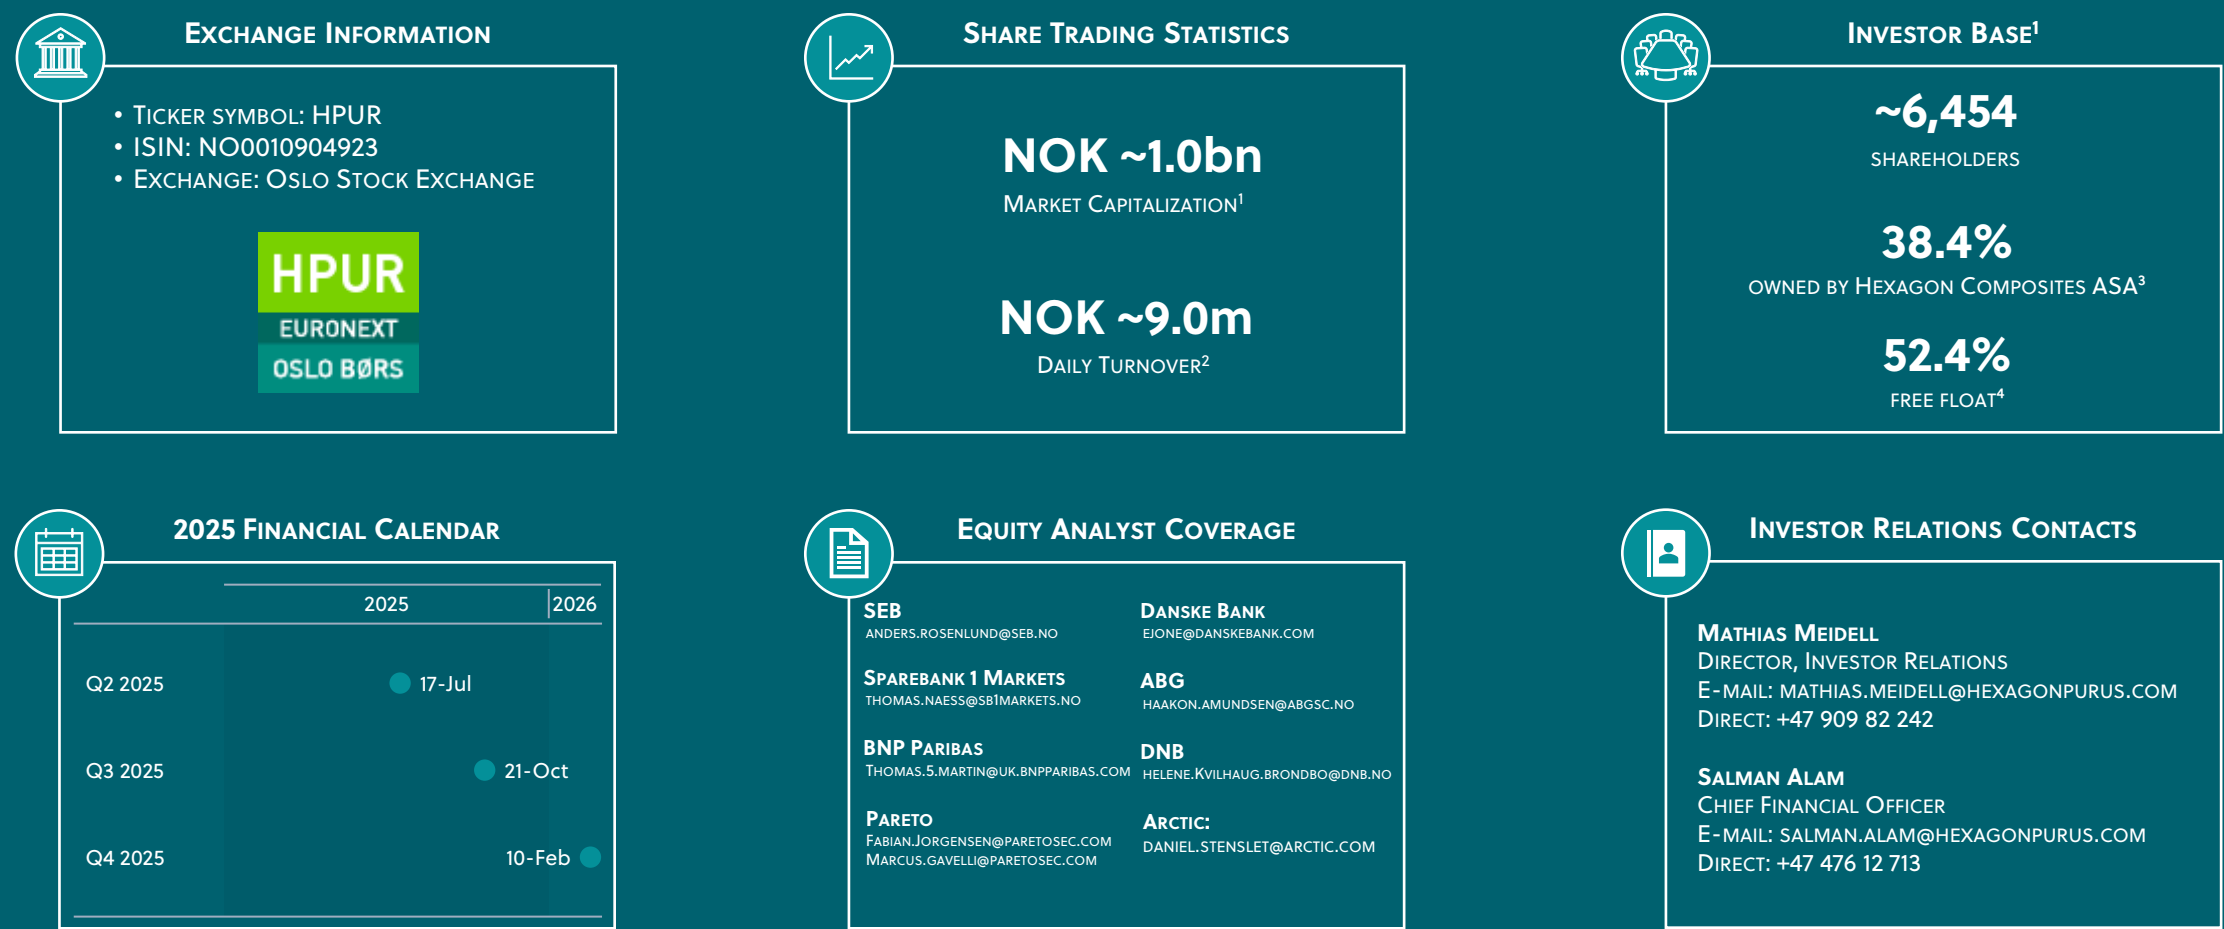 Exchange Information
• Ticker symbol: HPUR
• ISIN: NO0010904923
• Exchange: Oslo Stock Exchange
HPUR
EURONEXT
OSLO BØRS
Share Trading Statistics
NOK ~1.0bn
Market Capitalization¹
NOK ~9.0m
Daily Turnover²
Investor Base¹
~6,454
shareholders
38.4%
owned by Hexagon Composites ASA³
52.4%
free float⁴
2025 Financial Calendar
2025 2026
Q2 2025 17-Jul
Q3 2025 21-Oct
Q4 2025 10-Feb
Equity Analyst Coverage
SEB
anders.rosenlund@seb.no
Sparebank 1 Markets
thomas.naess@sb1markets.no
BNP Paribas
Thomas.5.martin@uk.bnpparibas.com
Pareto
Fabian.Jorgensen@paretosec.com
Marcus.gavelli@paretosec.com
Danske Bank
ejone@danskebank.com
ABG
haakon.amundsen@abgsc.no
DNB
helene.Kvilhaug.brondbo@dnb.no
Arctic:
daniel.stenslet@arctic.com
Investor Relations Contacts
Mathias Meidell
Director, Investor Relations
E-mail: mathias.meidell@hexagonpurus.com
Direct: +47 909 82 242
Salman Alam
Chief Financial Officer
E-mail: salman.alam@hexagonpurus.com
Direct: +47 476 12 713